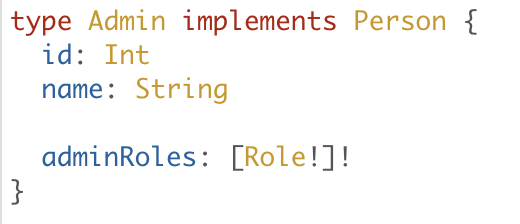 type Admin implements Person {
  id: Int
  name: String

  adminRoles: [Role!]!
}